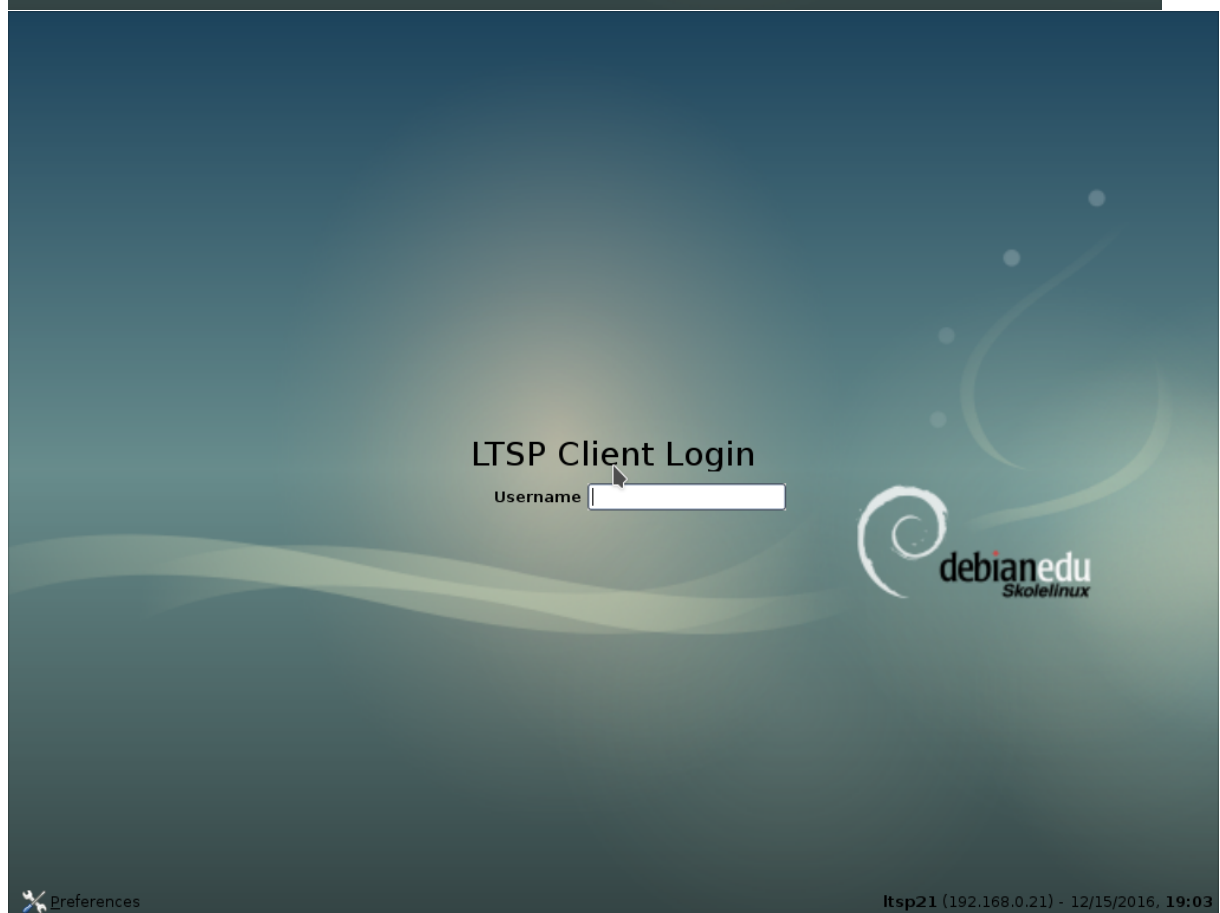 LTSP Client Login
Username
debianedu
Skolelinux
Preferences
ltsp21 (192.168.0.21) - 12/15/2016, 19:03